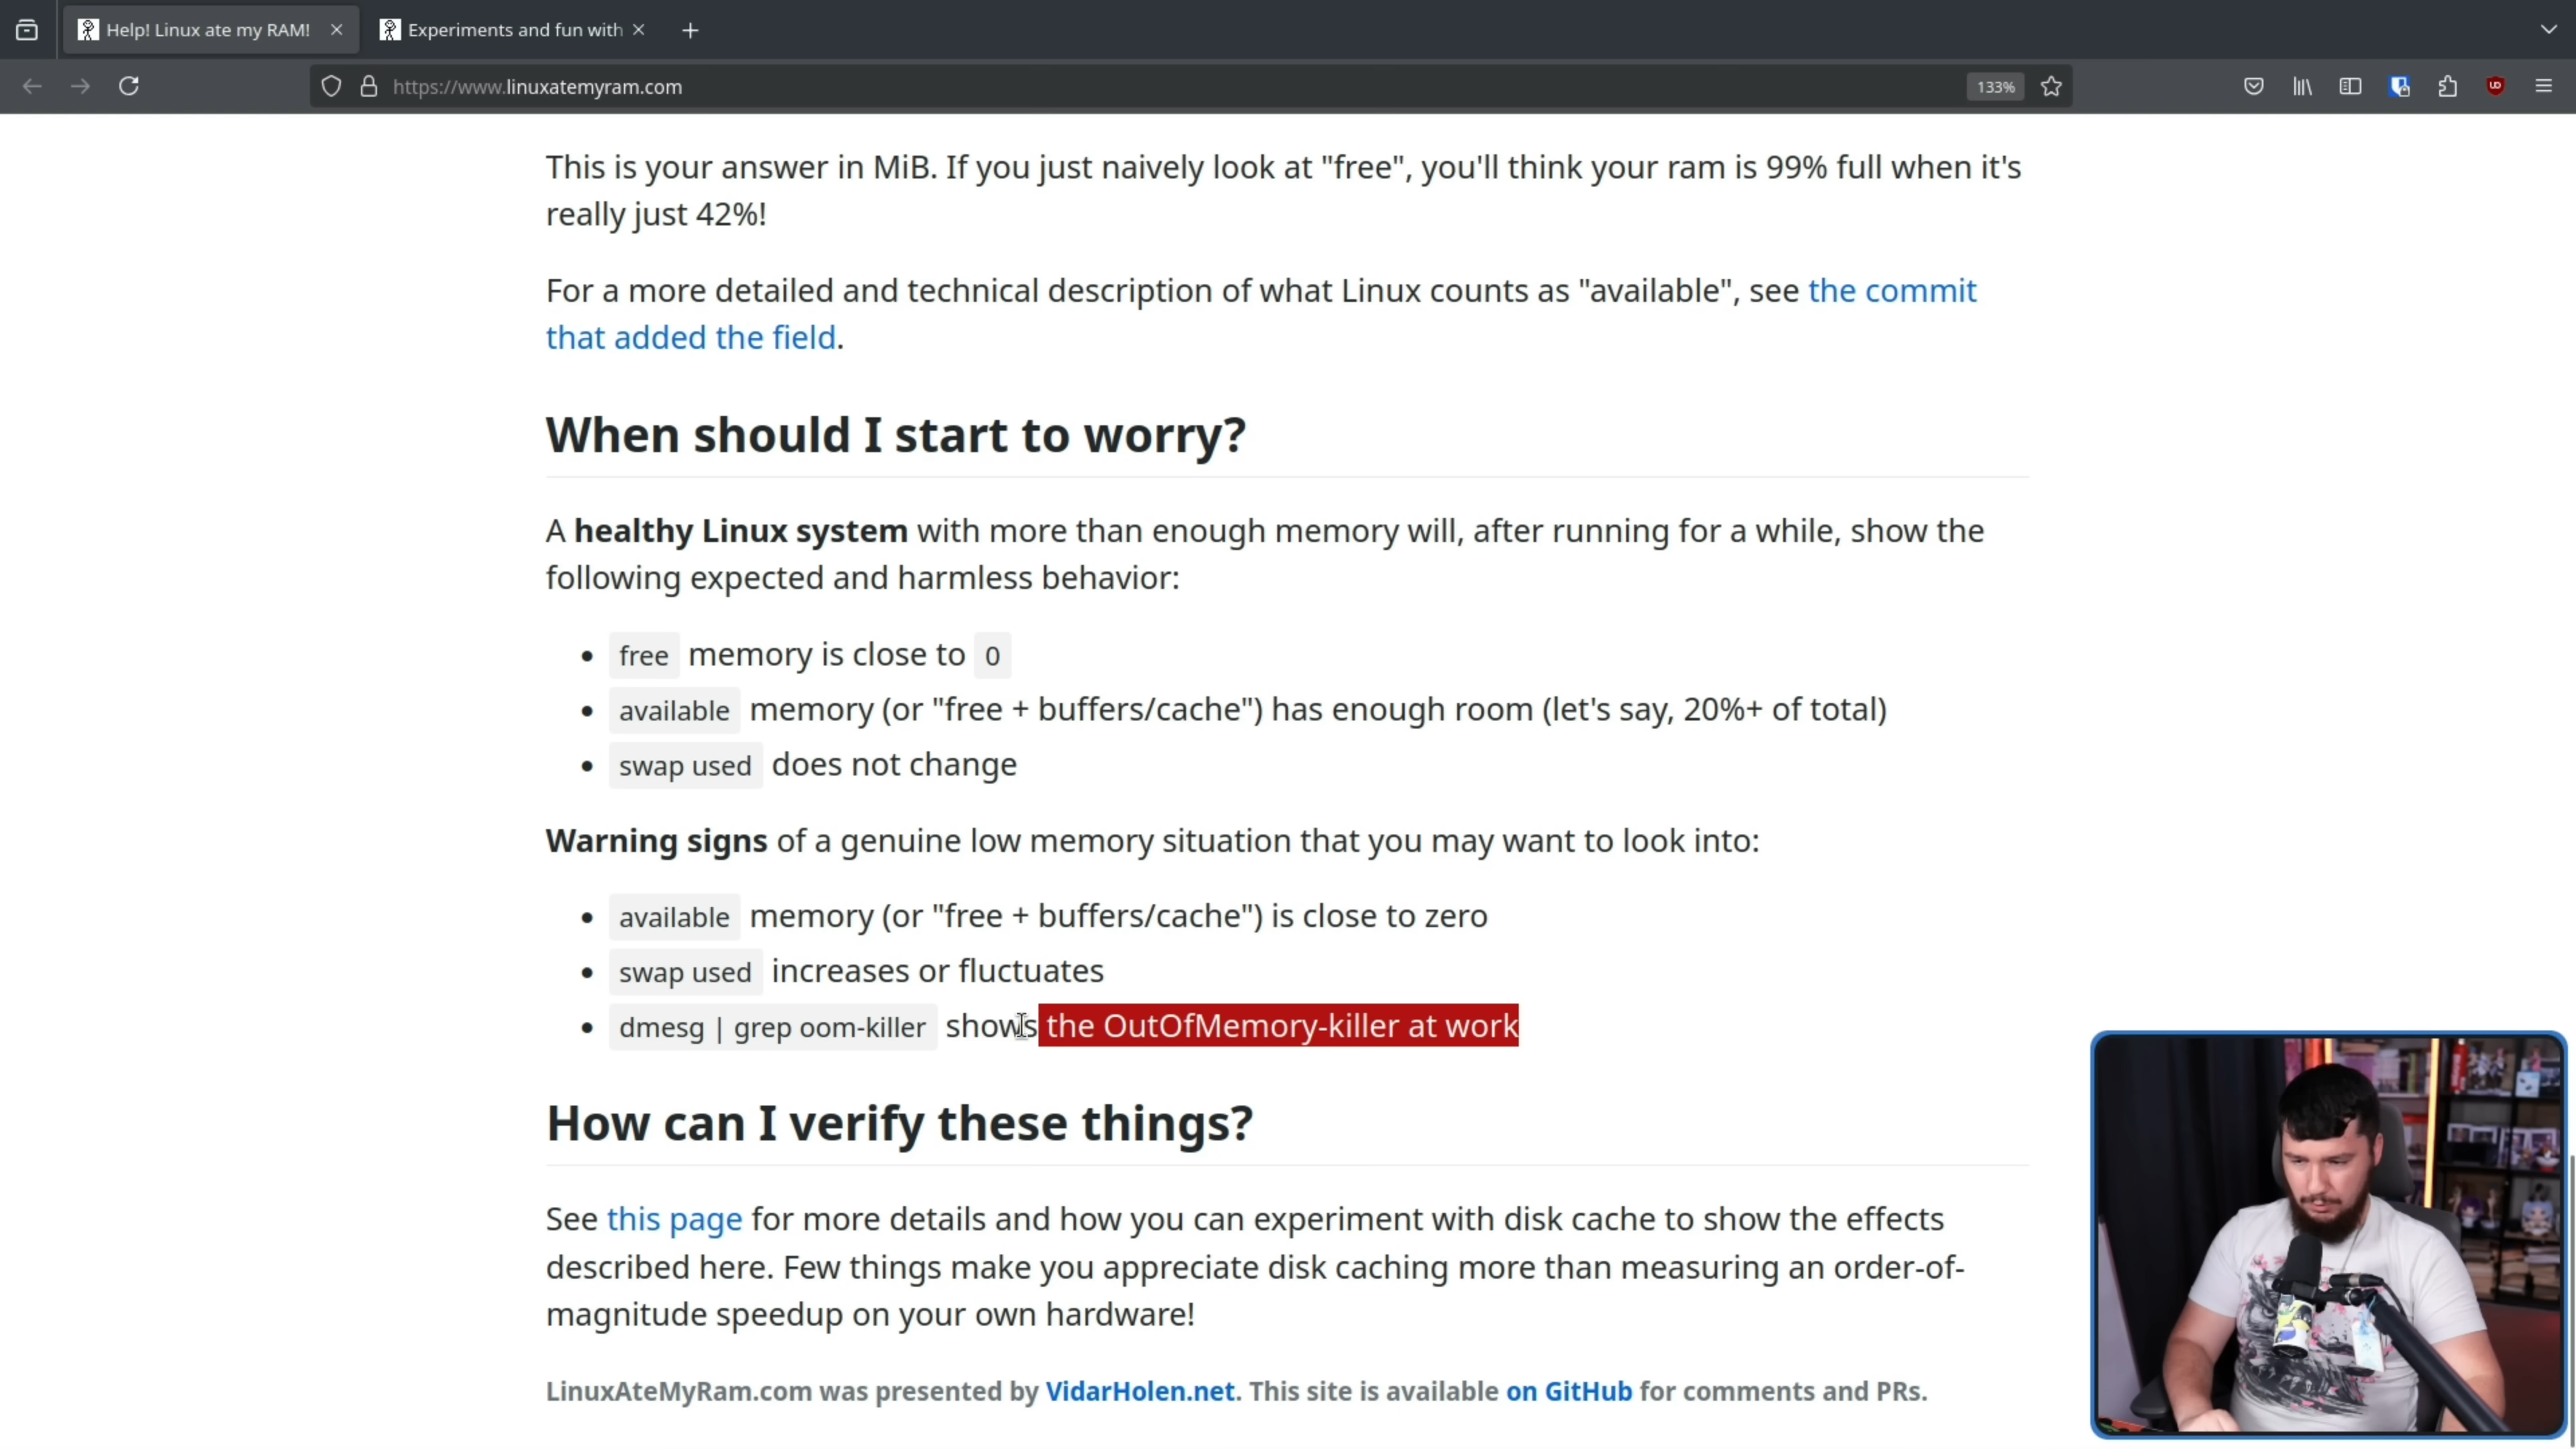 Help! Linux ate my RAM!
Experiments and fun with
https://www.linuxatemyram.com
133%
This is your answer in MiB. If you just naively look at "free", you'll think your ram is 99% full when it's
really just 42%!
For a more detailed and technical description of what Linux counts as "available", see the commit
that added the field.
When should I start to worry?
A healthy Linux system with more than enough memory will, after running for a while, show the
following expected and harmless behavior:
• free memory is close to 0
• available memory (or "free + buffers/cache") has enough room (let's say, 20%+ of total)
• swap used does not change
Warning signs of a genuine low memory situation that you may want to look into:
• available memory (or "free + buffers/cache") is close to zero
• swap used increases or fluctuates
• dmesg | grep oom-killer shows the OutOfMemory-killer at work
How can I verify these things?
See this page for more details and how you can experiment with disk cache to show the effects
described here. Few things make you appreciate disk caching more than measuring an order-of-
magnitude speedup on your own hardware!
LinuxAteMyRam.com was presented by VidarHolen.net. This site is available on GitHub for comments and PRs.